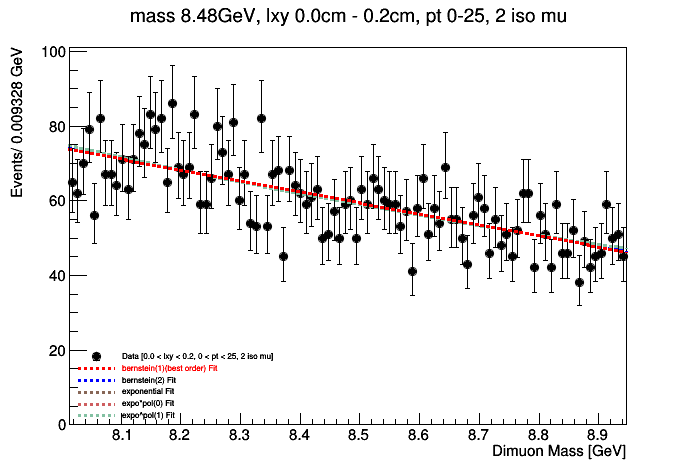 mass 8.48GeV, lxy 0.0cm - 0.2cm, pt 0-25, 2 iso mu
Events/ 0.009328 GeV
100
80
60
40
20
0
Data [0.0 < lxy < 0.2, 0 < pt < 25, 2 iso mu]
bernstein(1)(best order) Fit
bernstein(2) Fit
exponential Fit
expo*pol(0) Fit
expo^pol(1) Fit
8.1 8.2 8.3 8.4 8.5 8.6 8.7 8.8 8.9
Dimuon Mass [GeV]